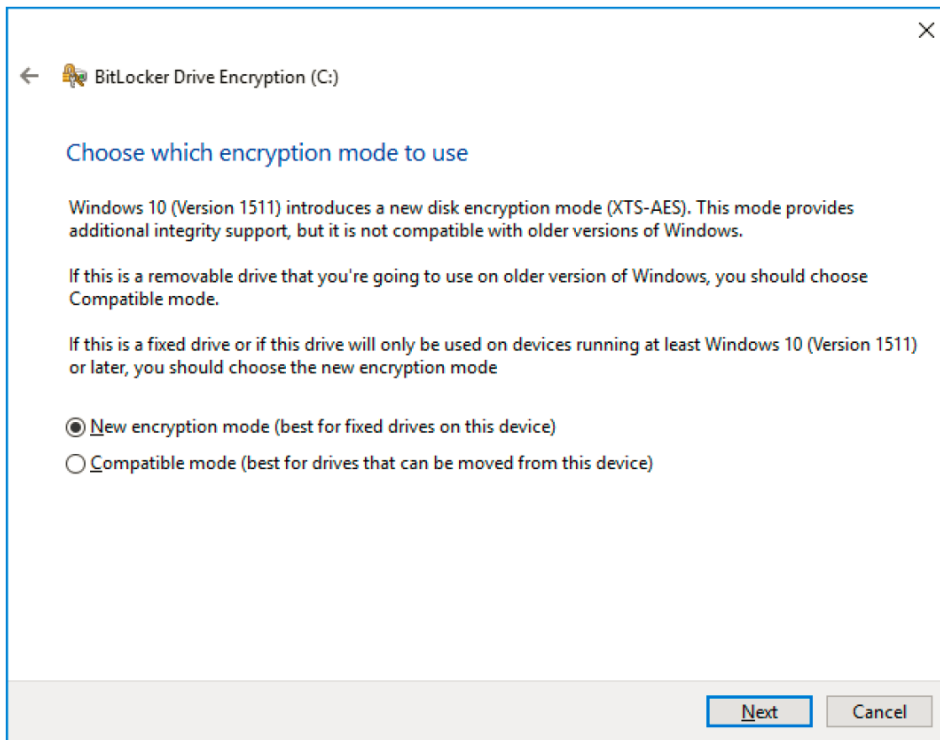 BitLocker Drive Encryption (C:)
Choose which encryption mode to use
Windows 10 (Version 1511) introduces a new disk encryption mode (XTS-AES). This mode provides
additional integrity support, but it is not compatible with older versions of Windows.
If this is a removable drive that you're going to use on older version of Windows, you should choose
Compatible mode.
If this is a fixed drive or if this drive will only be used on devices running at least Windows 10 (Version 1511)
or later, you should choose the new encryption mode
New encryption mode (best for fixed drives on this device)
Compatible mode (best for drives that can be moved from this device)
Next Cancel